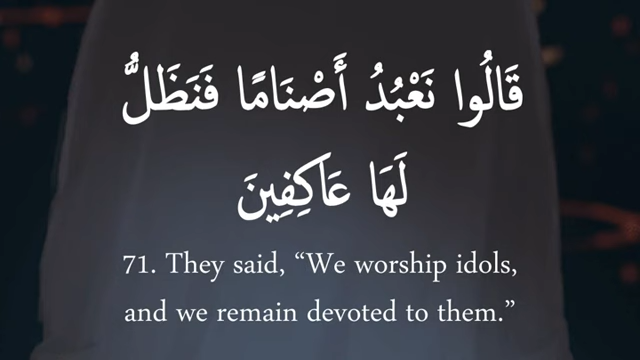 قَالُوا نَعْبُدُ أَصْنَامًا فَنَظَلُّ
لَهَا عَاكِفِينَ
71. They said, “We worship idols,
and we remain devoted to them.”